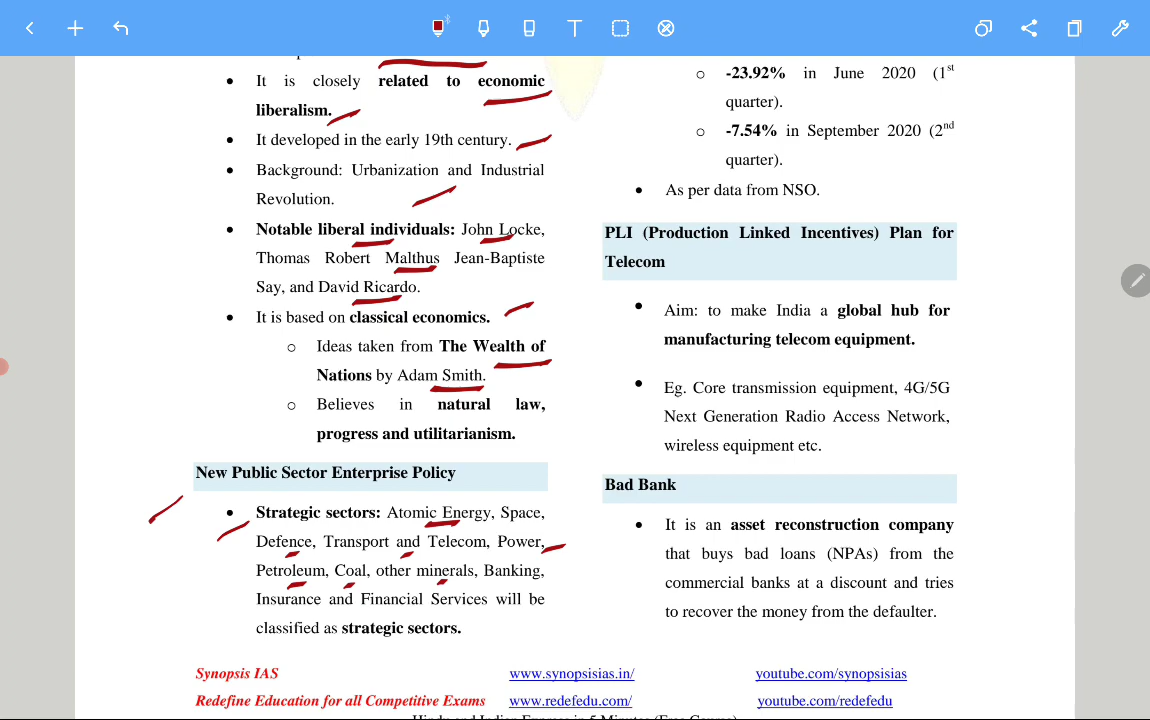 • It is closely related to economic
liberalism.
• It developed in the early 19th century.
• Background: Urbanization and Industrial
Revolution.
• Notable liberal individuals: John Locke,
Thomas Robert Malthus Jean-Baptiste
Say, and David Ricardo.
• It is based on classical economics.
o Ideas taken from The Wealth of
Nations by Adam Smith.
o Believes in natural law,
progress and utilitarianism.
New Public Sector Enterprise Policy
• Strategic sectors: Atomic Energy, Space,
Defence, Transport and Telecom, Power,
Petroleum, Coal, other minerals, Banking,
Insurance and Financial Services will be
classified as strategic sectors.
o -23.92% in June 2020 (1st
quarter).
o -7.54% in September 2020 (2nd
quarter).
• As per data from NSO.
PLI (Production Linked Incentives) Plan for
Telecom
• Aim: to make India a global hub for
manufacturing telecom equipment.
• Eg. Core transmission equipment, 4G/5G
Next Generation Radio Access Network,
wireless equipment etc.
Bad Bank
• It is an asset reconstruction company
that buys bad loans (NPAs) from the
commercial banks at a discount and tries
to recover the money from the defaulter.
Synopsis IAS www.synopsisias.in/ youtube.com/synopsisias
Redefine Education for all Competitive Exams www.redefedu.com/ youtube.com/redefedu
Hindu and Indian Express in 5 Minutes (Free Course)